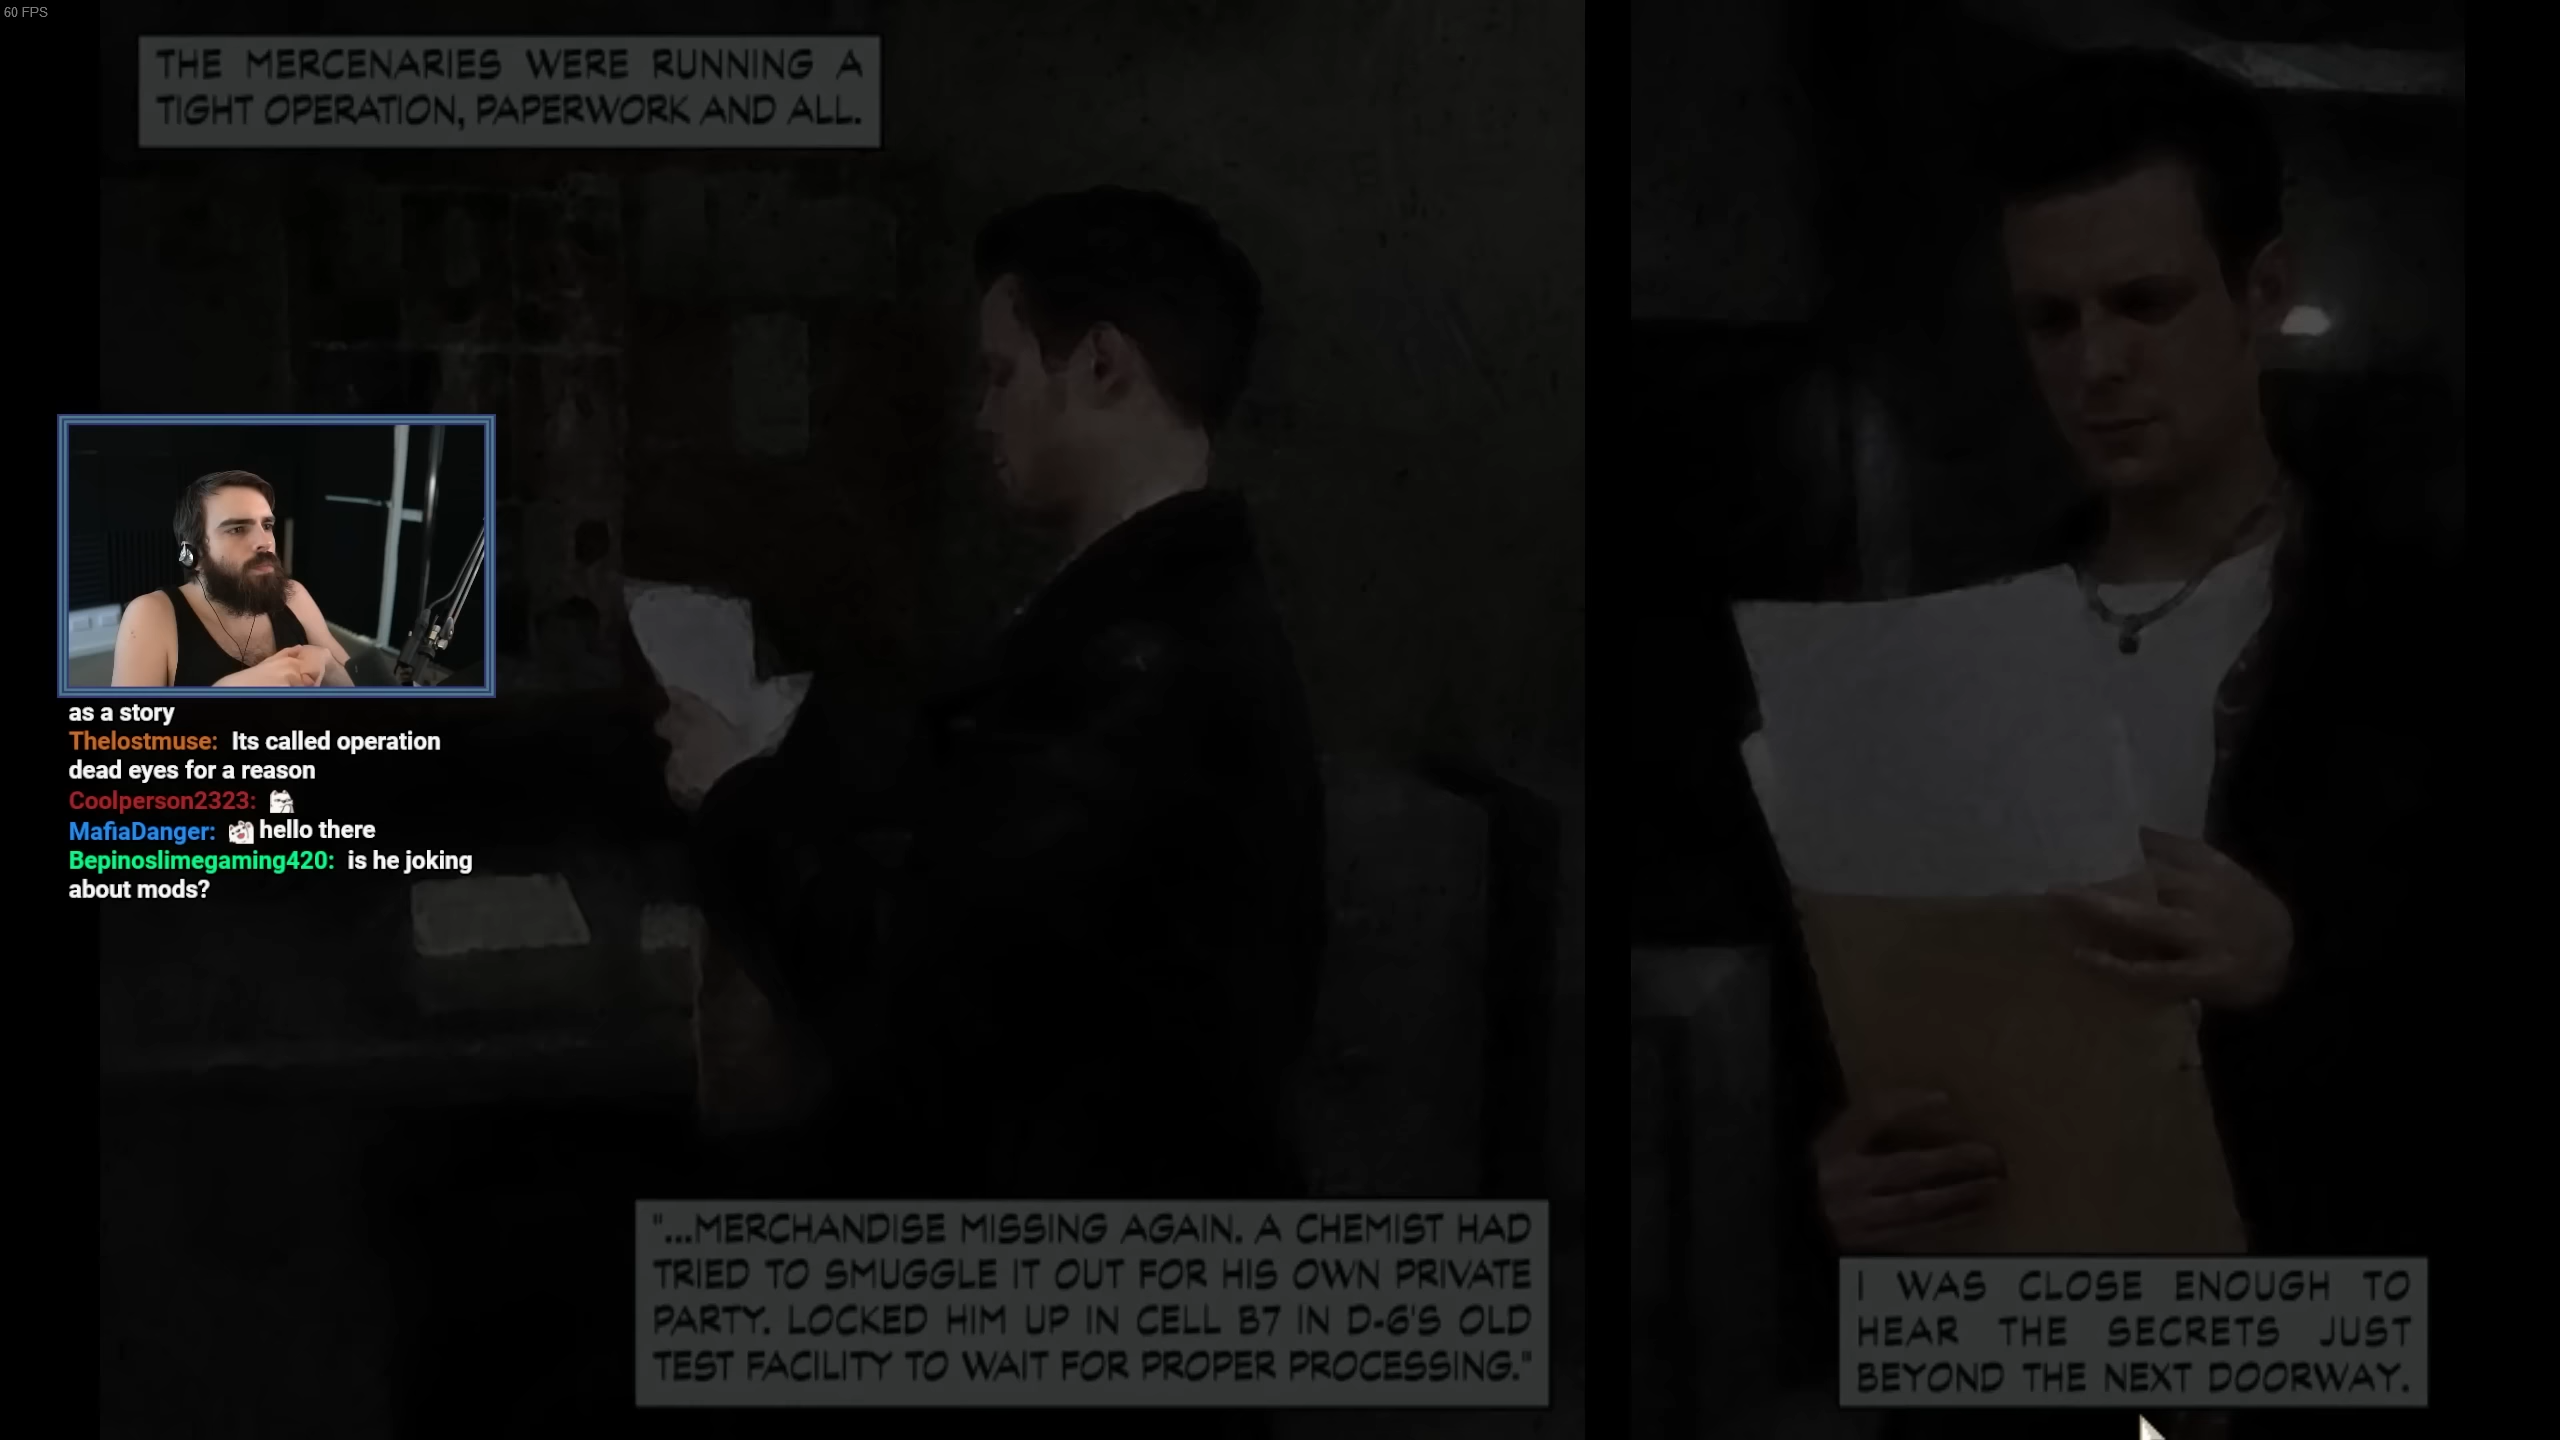 60 FPS
THE MERCENARIES WERE RUNNING A
TIGHT OPERATION, PAPERWORK AND ALL.
as a story
Thelostmuse: Its called operation
dead eyes for a reason
Coolperson2323:
MafiaDanger: hello there
Bepinoslimegaming420: is he joking
about mods?
"...MERCHANDISE MISSING AGAIN. A CHEMIST HAD
TRIED TO SMUGGLE IT OUT FOR HIS OWN PRIVATE
PARTY. LOCKED HIM UP IN CELL B7 IN D-6'S OLD
TEST FACILITY TO WAIT FOR PROPER PROCESSING."
I WAS CLOSE ENOUGH TO
HEAR THE SECRETS JUST
BEYOND THE NEXT DOORWAY.